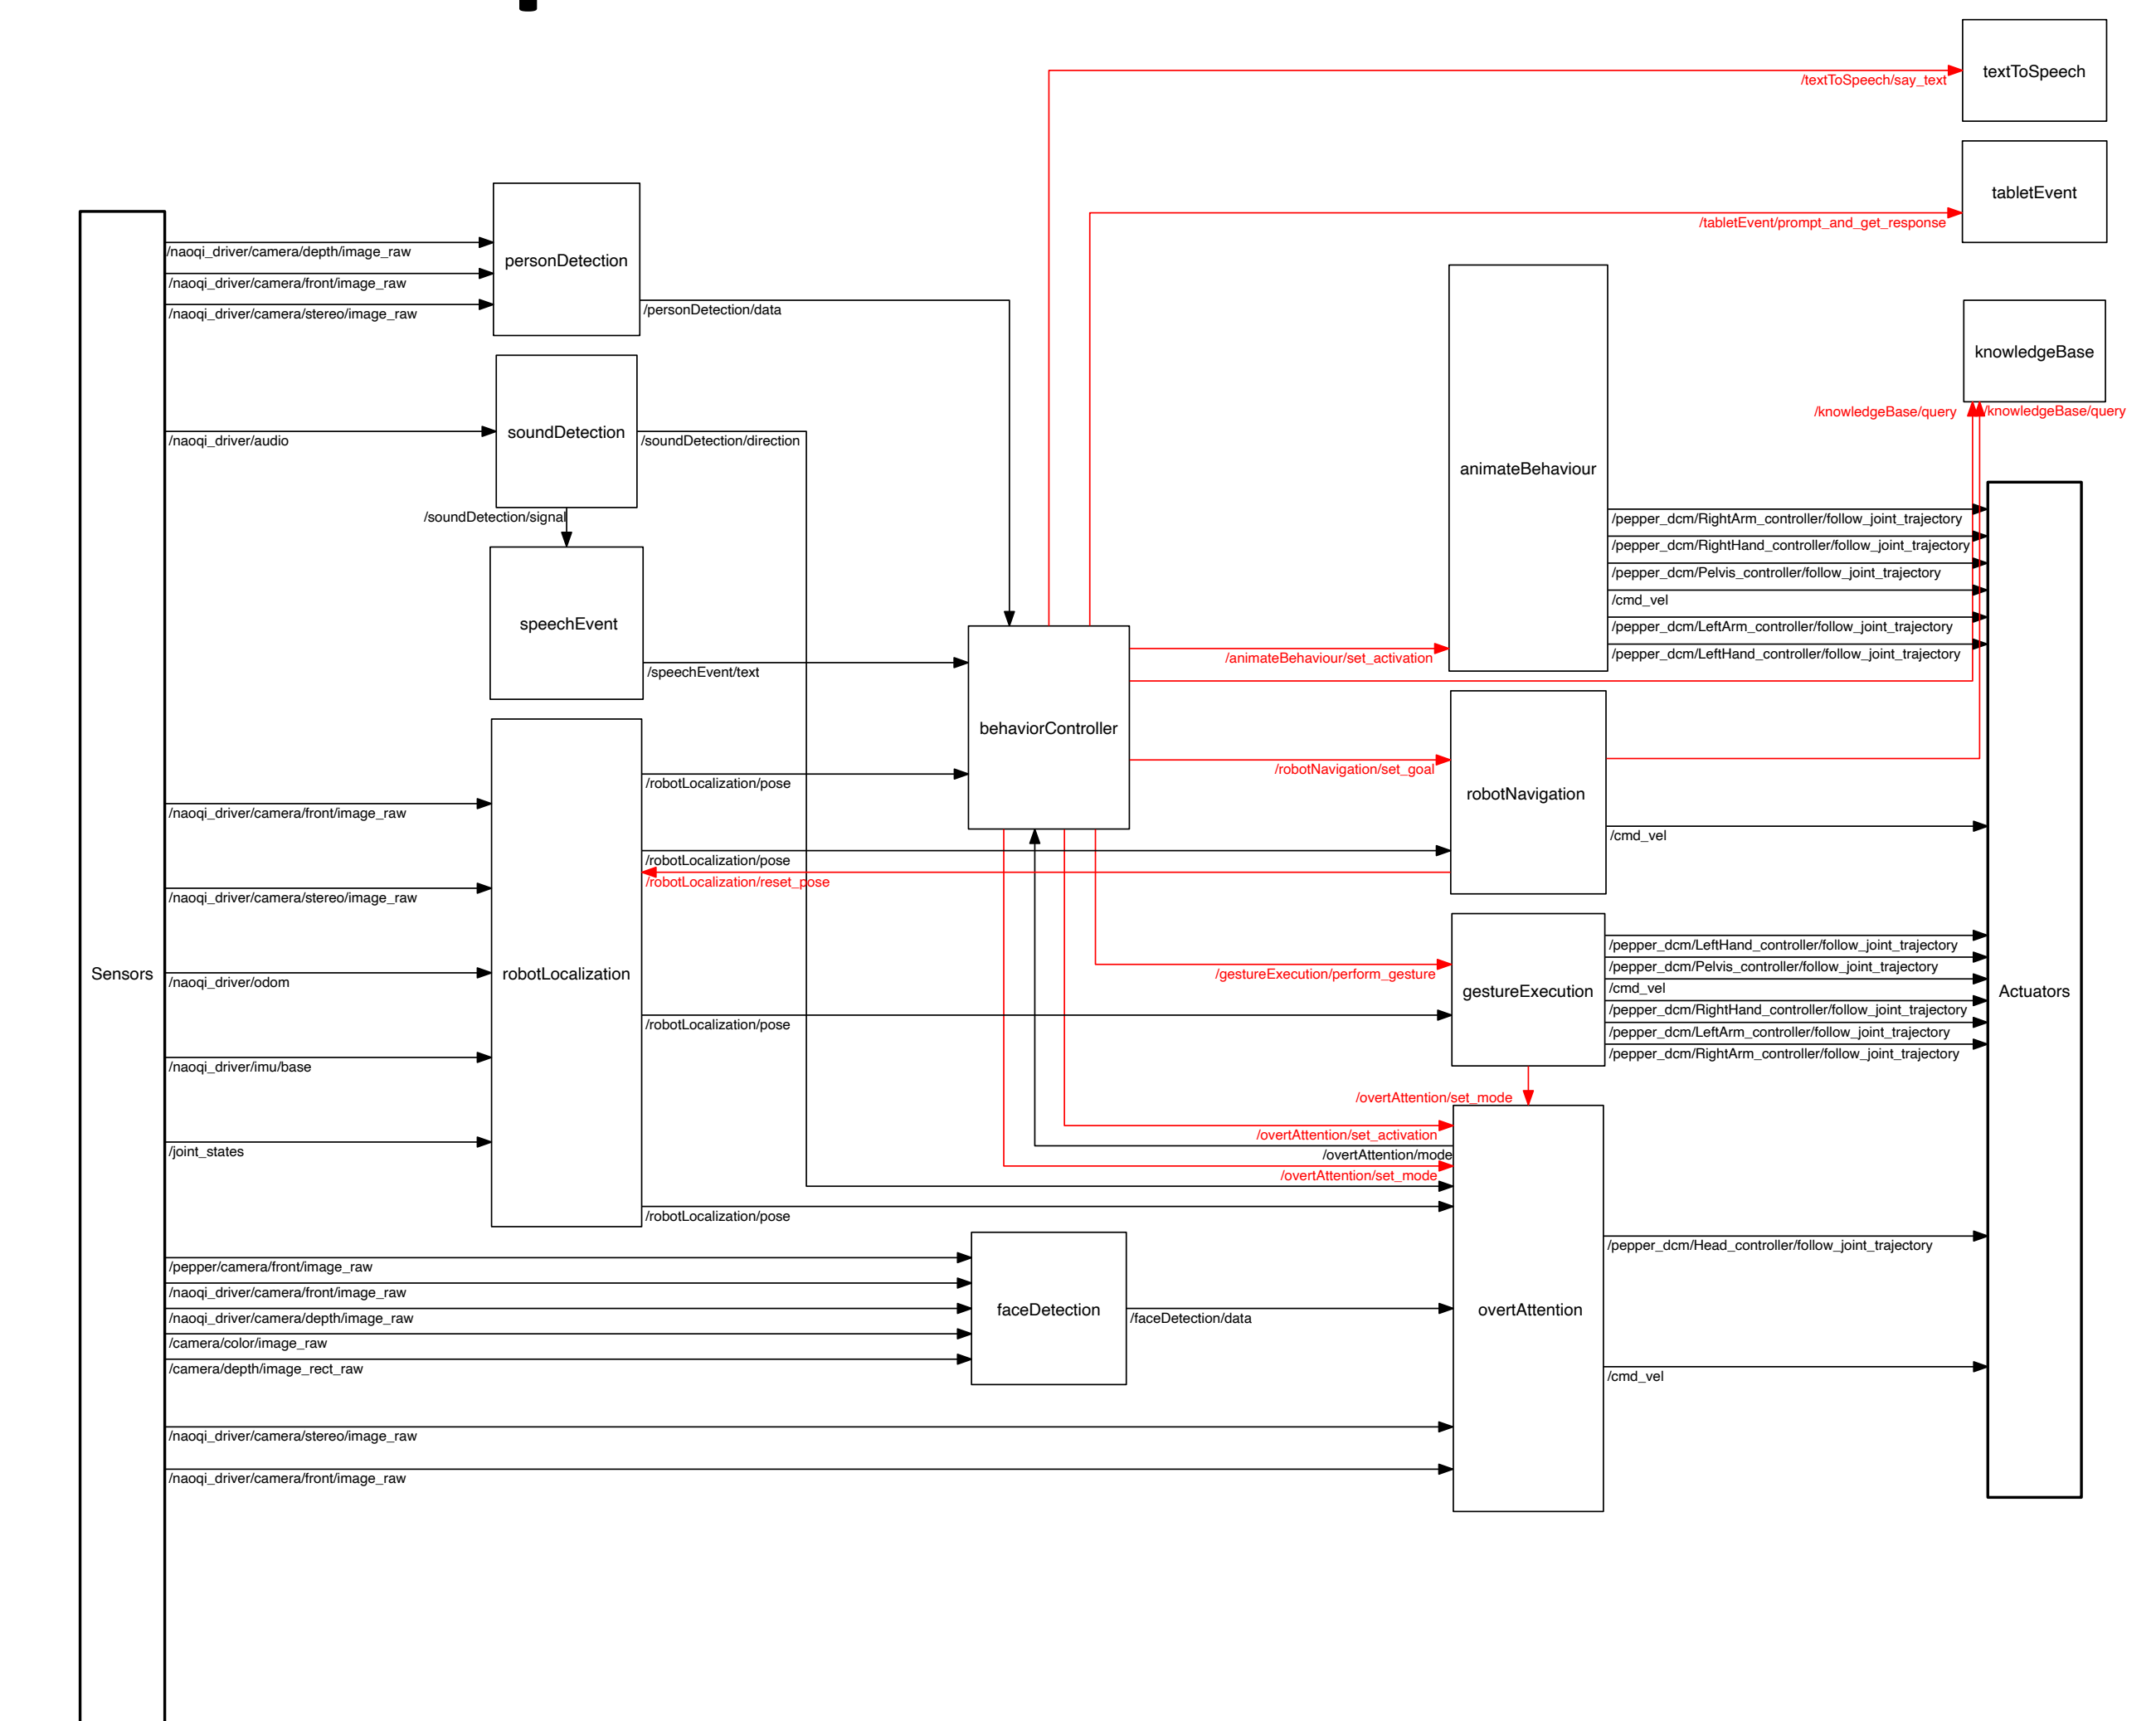 textToSpeech
/textToSpeech/say_text
tabletEvent
/tabletEvent/prompt_and_get_response
personDetection
/naoqi_driver/camera/depth/image_raw
/naoqi_driver/camera/front/image_raw
/naoqi_driver/camera/stereo/image_raw
/personDetection/data
knowledgeBase
/knowledgeBase/query
/knowledgeBase/query
soundDetection
/naoqi_driver/audio
/soundDetection/direction
/soundDetection/signal
animateBehaviour
/pepper_dcm/RightArm_controller/follow_joint_trajectory
/pepper_dcm/RightHand_controller/follow_joint_trajectory
/pepper_dcm/Pelvis_controller/follow_joint_trajectory
/cmd_vel
/pepper_dcm/LeftArm_controller/follow_joint_trajectory
/pepper_dcm/LeftHand_controller/follow_joint_trajectory
speechEvent
/speechEvent/text
/animateBehaviour/set_activation
behaviorController
/robotNavigation/set_goal
robotNavigation
/cmd_vel
/robotLocalization/pose
/naoqi_driver/camera/front/image_raw
/robotLocalization/pose
/robotLocalization/reset_pose
/naoqi_driver/camera/stereo/image_raw
Sensors
/naoqi_driver/odom
robotLocalization
/gestureExecution/perform_gesture
gestureExecution
/pepper_dcm/LeftHand_controller/follow_joint_trajectory
/pepper_dcm/Pelvis_controller/follow_joint_trajectory
/cmd_vel
/pepper_dcm/RightHand_controller/follow_joint_trajectory
/pepper_dcm/LeftArm_controller/follow_joint_trajectory
/pepper_dcm/RightArm_controller/follow_joint_trajectory
Actuators
/robotLocalization/pose
/naoqi_driver/imu/base
/overtAttention/set_mode
/overtAttention/set_activation
/overtAttention/mode
/overtAttention/set_mode
/joint_states
/robotLocalization/pose
/pepper_dcm/Head_controller/follow_joint_trajectory
/pepper/camera/front/image_raw
/naoqi_driver/camera/front/image_raw
/naoqi_driver/camera/depth/image_raw
/camera/color/image_raw
/camera/depth/image_rect_raw
faceDetection
/faceDetection/data
overtAttention
/cmd_vel
/naoqi_driver/camera/stereo/image_raw
/naoqi_driver/camera/front/image_raw